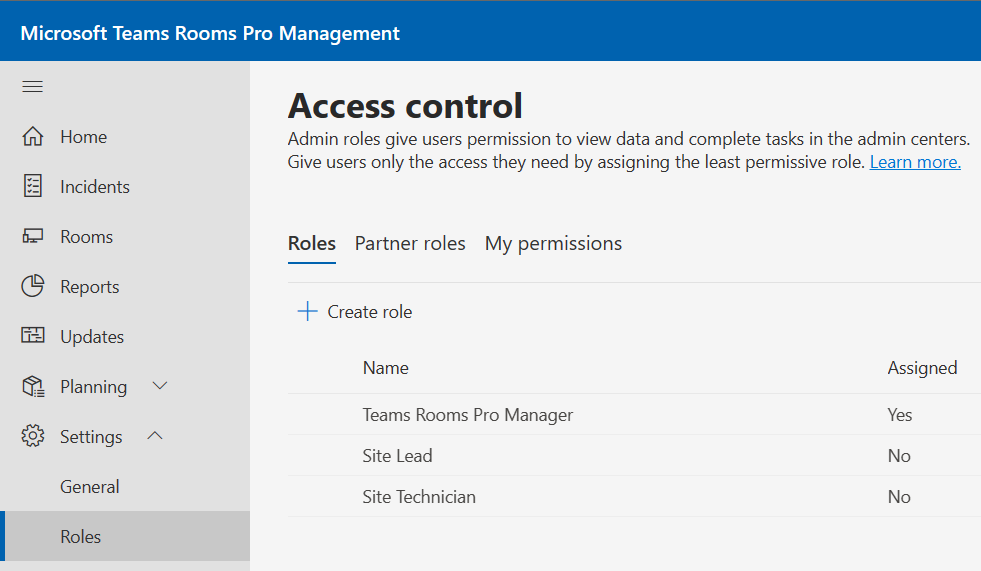 Microsoft Teams Rooms Pro Management
Home
Incidents
Rooms
Reports
Updates
Planning
Settings
General
Roles
Access control
Admin roles give users permission to view data and complete tasks in the admin centers.
Give users only the access they need by assigning the least permissive role. Learn more.
Roles Partner roles My permissions
Create role
Name Assigned
Teams Rooms Pro Manager Yes
Site Lead No
Site Technician No